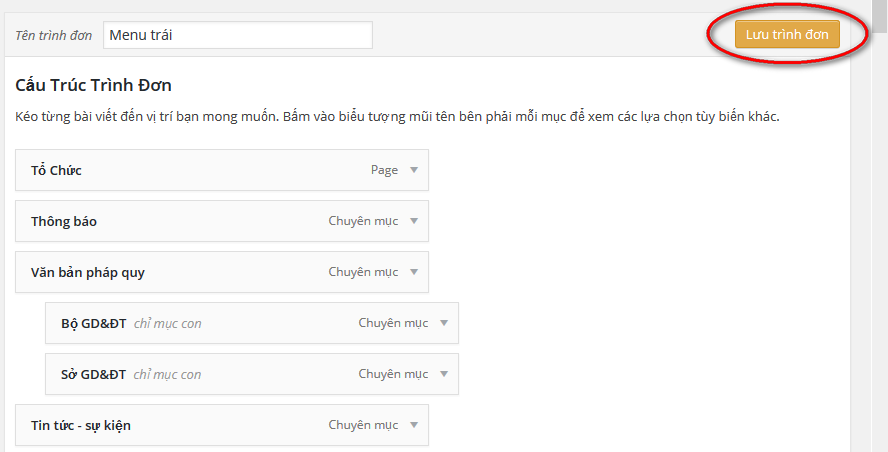 Tên trình đơn Menu trái Lưu trình đơn
Cấu Trúc Trình Đơn
Kéo từng bài viết đến vị trí bạn mong muốn. Bấm vào biểu tượng mũi tên bên phải mỗi mục để xem các lựa chọn tùy biến khác.
Tổ Chức Page
Thông báo Chuyên mục
Văn bản pháp quy Chuyên mục
Bộ GD&ĐT chỉ mục con Chuyên mục
Sở GD&ĐT chỉ mục con Chuyên mục
Tin tức - sự kiện Chuyên mục